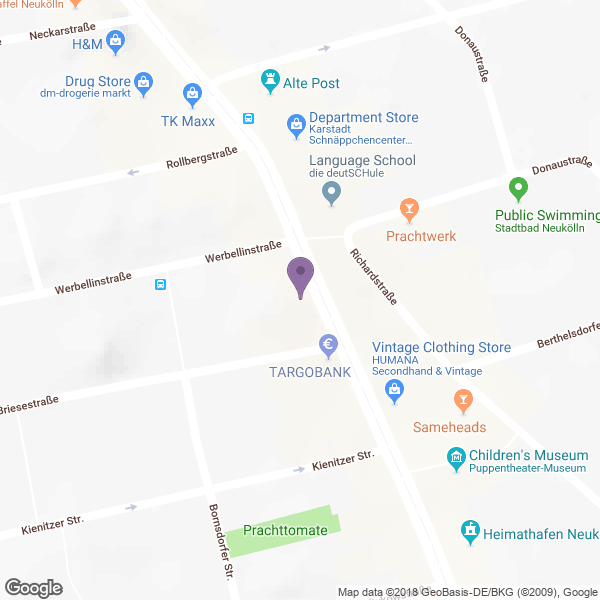 affel Neukölln
Neckarstraße
H&M
Donaustraße
Drug Store
dm-drogerie markt
Alte Post
TK Maxx
Department Store
Karstadt
Schnäppchencenter...
Rollbergstraße
Language School
die deutSCHule
Donaustraße
Public Swimming
Stadtbad Neukölln
Prachtwerk
Werbellinstraße
Richardstraße
Werbellinstraße
Berthelsdorfer
Vintage Clothing Store
HUMANA
Secondhand & Vintage
TARGOBANK
Briesestraße
Sameheads
Children's Museum
Puppentheater-Museum
Kienitzer Str.
Kienitzer Str.
Bornsdorfer Str.
Prachttomate
Heimathafen Neuk
Google
Map data ©2018 GeoBasis-DE/BKG (©2009), Google